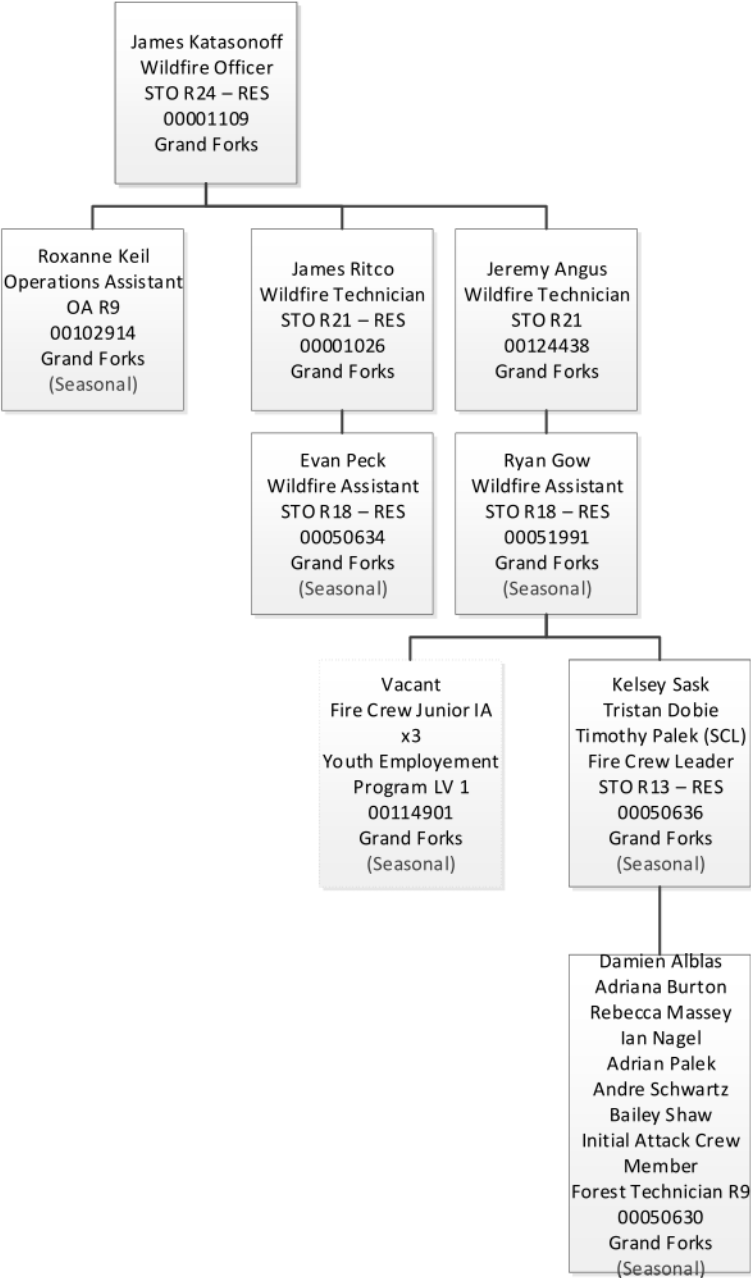 James Katasonoff
Wildfire Officer
STO R24 – RES
00001109
Grand Forks
Roxanne Keil
Operations Assistant
OA R9
00102914
Grand Forks
(Seasonal)
James Ritco
Wildfire Technician
STO R21 – RES
00001026
Grand Forks
Jeremy Angus
Wildfire Technician
STO R21
00124438
Grand Forks
Evan Peck
Wildfire Assistant
STO R18 – RES
00050634
Grand Forks
(Seasonal)
Ryan Gow
Wildfire Assistant
STO R18 – RES
00051991
Grand Forks
(Seasonal)
Vacant
Fire Crew Junior IA
x3
Youth Employement
Program LV 1
00114901
Grand Forks
(Seasonal)
Kelsey Sask
Tristan Dobie
Timothy Palek (SCL)
Fire Crew Leader
STO R13 – RES
00050636
Grand Forks
(Seasonal)
Damien Alblas
Adriana Burton
Rebecca Massey
Ian Nagel
Adrian Palek
Andre Schwartz
Bailey Shaw
Initial Attack Crew
Member
Forest Technician R9
00050630
Grand Forks
(Seasonal)